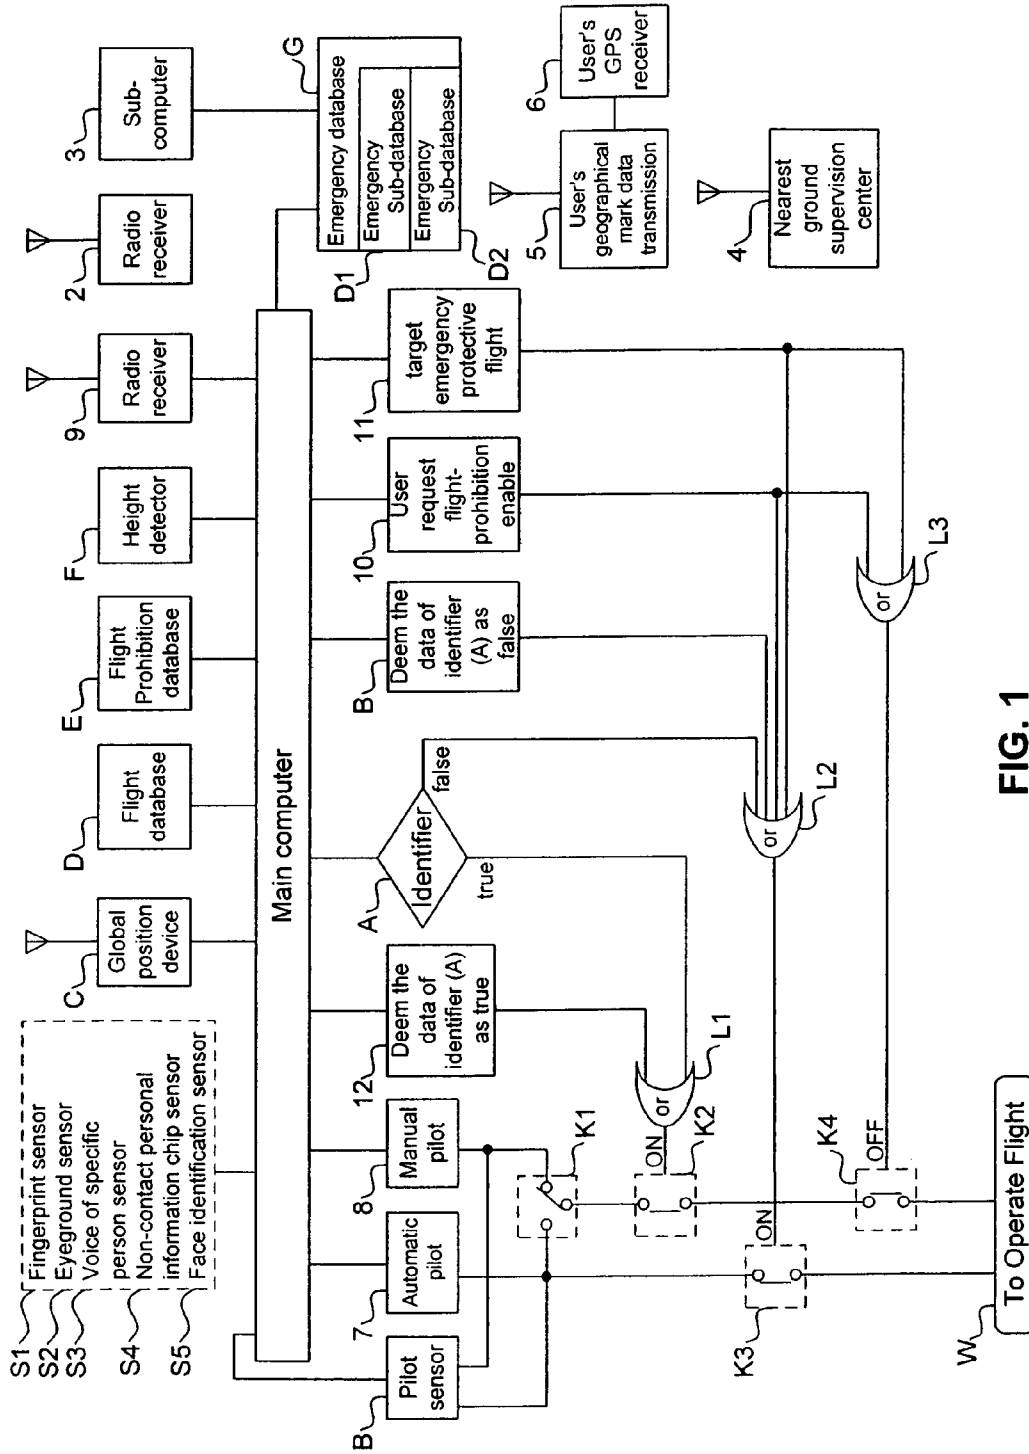 S1
Fingerprint sensor
S2
Eyeground sensor
S3
Voice of specific
person sensor
S4
Non-contact personal
information chip sensor
S5
Face identification sensor
C
Global
position
device
D
Flight
database
E
Flight
Prohibition
database
F
Height
detector
9
Radio
receiver
2
Radio
receiver
3
Sub-
computer
Main computer
G
Emergency database
Emergency
Sub-database
Emergency
Sub-database
D1
D2
B
Pilot
sensor
7
Automatic
pilot
8
Manual
pilot
12
Deem the
data of
identifier (A)
as true
A
Identifier
true
false
B
Deem the
data of
identifier
(A) as
false
10
User
request
flight-
prohibition
enable
11
target
emergency
protective
flight
5
User's
geographical
mark data
transmission
6
User's
GPS
receiver
4
Nearest
ground
supervision
center
K1
or
L1
ON
K2
or
L2
ON
K3
or
L3
OFF
K4
W
To Operate Flight
FIG. 1